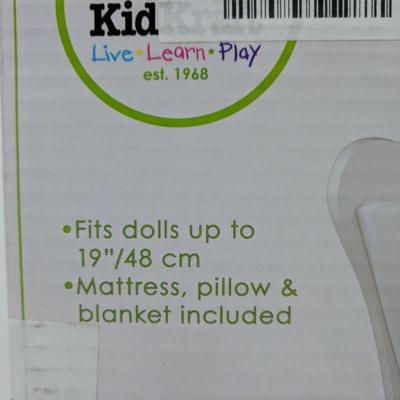 Kid
Live • Learn • Play
est. 1968
•Fits dolls up to
19”/48 cm
•Mattress, pillow &
blanket included